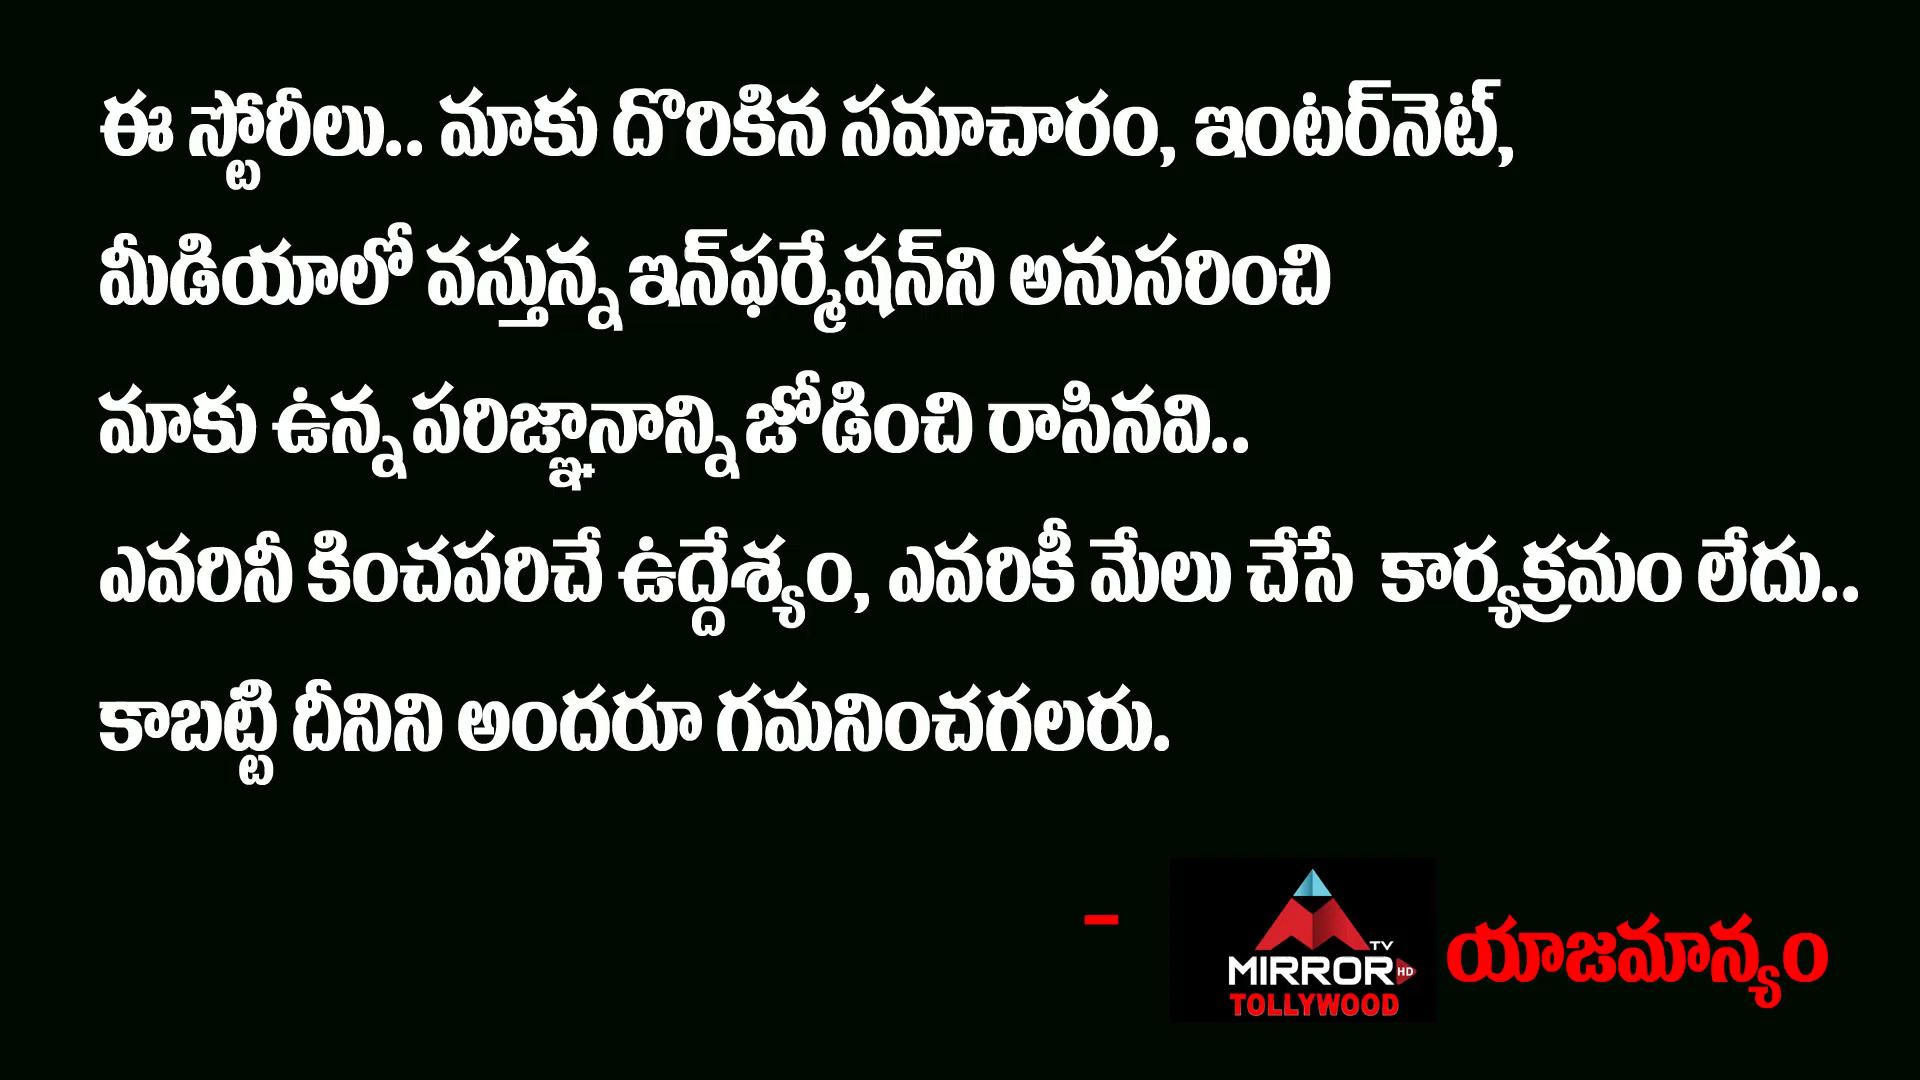 ఈ స్టోరీలు.. మాకు దొరికిన సమాచారం, ఇంటర్‌నెట్,
మీడియాలో వస్తున్న ఇన్‌ఫర్మేషన్‌ని అనుసరించి
మాకు ఉన్న పరిజ్ఞానాన్ని జోడించి రాసినవి..
ఎవరినీ కించపరిచే ఉద్దేశ్యం, ఎవరికీ మేలు చేసే కార్యక్రమం లేదు..
కాబట్టి దీనిని అందరూ గమనించగలరు.
- యాజమాన్యం
TV
MIRROR HD
TOLLYWOOD